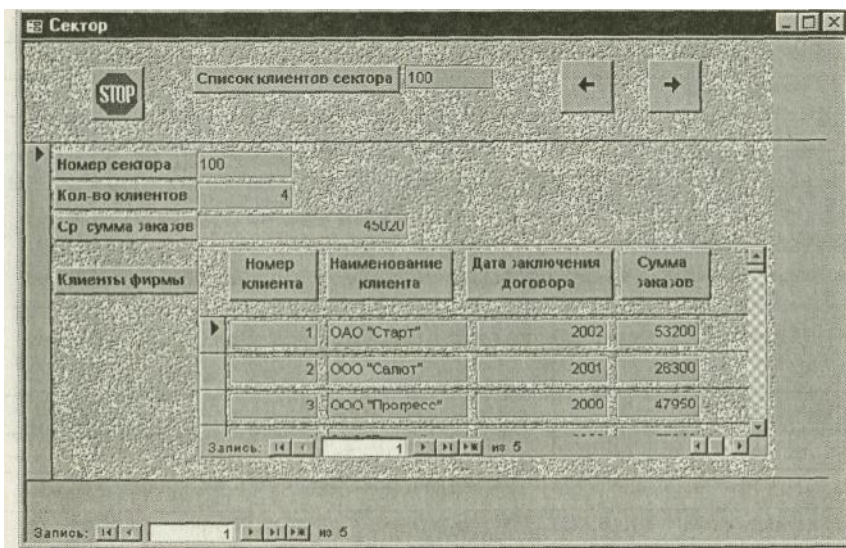 Сектор
STOP
Список клиентов сектора 100
Номер сектора 100
Кол-во клиентов 4
Ср сумма заказов 45020
Клиенты фирмы
Номер клиента Наименование клиента Дата заключения договора Сумма заказов
1 ОАО "Старт" 2002 53200
2 ООО "Салют" 2001 28300
3 ООО "Прогресс" 2000 47950
Запись: 1 из 5
Запись: 1 из 5